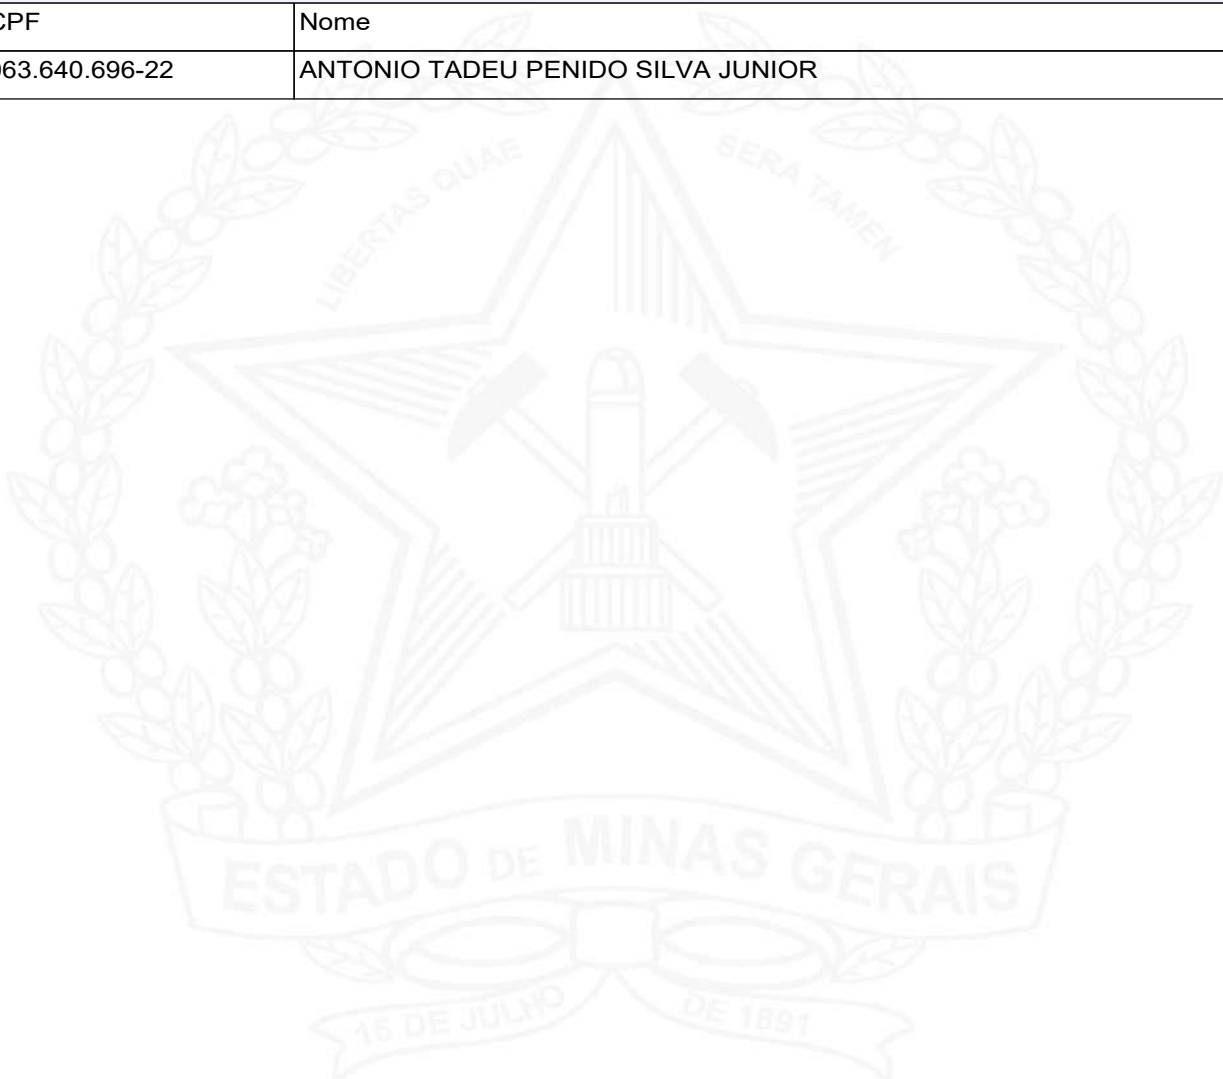 CPF Nome
063.640.696-22 ANTONIO TADEU PENIDO SILVA JUNIOR
LIBERTAS QUAE SERA TAMEN
ESTADO DE MINAS GERAIS
15 DE JULHO DE 1891